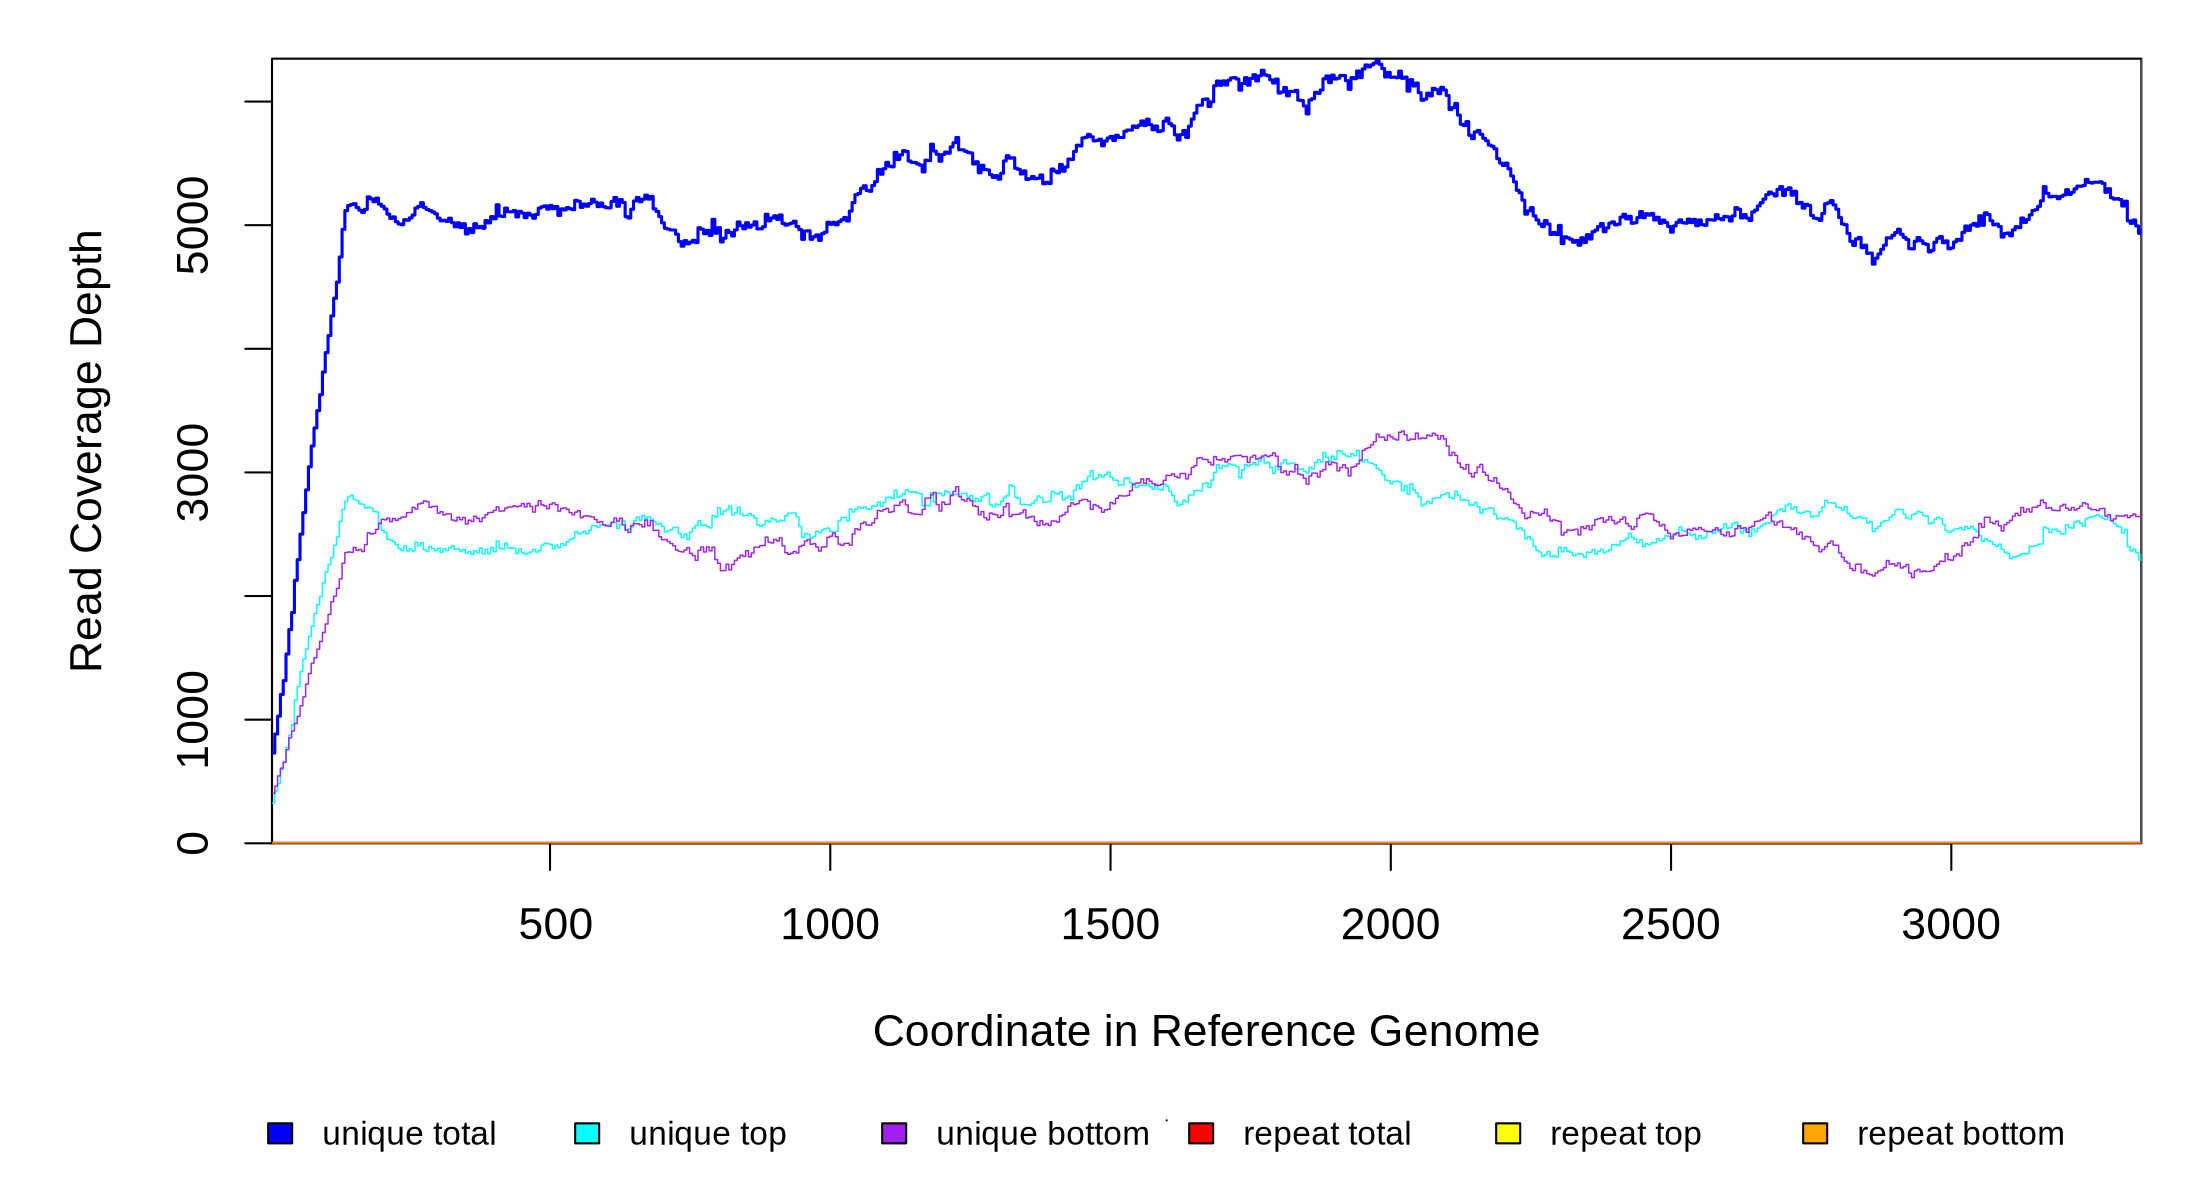 Read Coverage Depth
5000
3000
1000
0
500 1000 1500 2000 2500 3000
Coordinate in Reference Genome
unique total unique top unique bottom repeat total repeat top repeat bottom